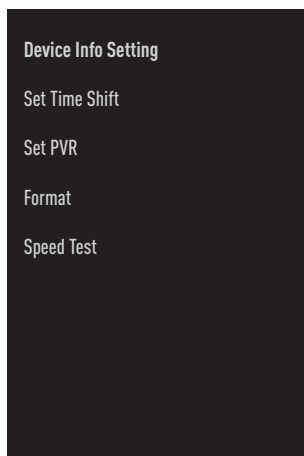 Device Info Setting
Set Time Shift
Set PVR
Format
Speed Test